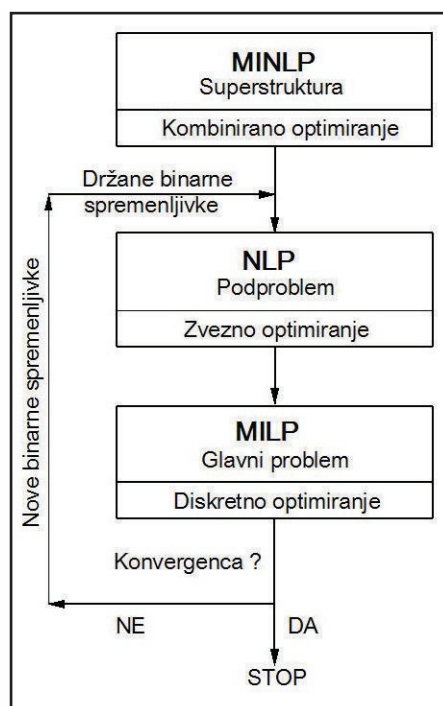 MINLP
Superstruktura
Kombinirano optimiranje
Držane binarne
spremenljivke
NLP
Podproblem
Zvezno optimiranje
MILP
Glavni problem
Diskretno optimiranje
Nove binarne spremenljivke
Konvergenca ?
NE
DA
STOP